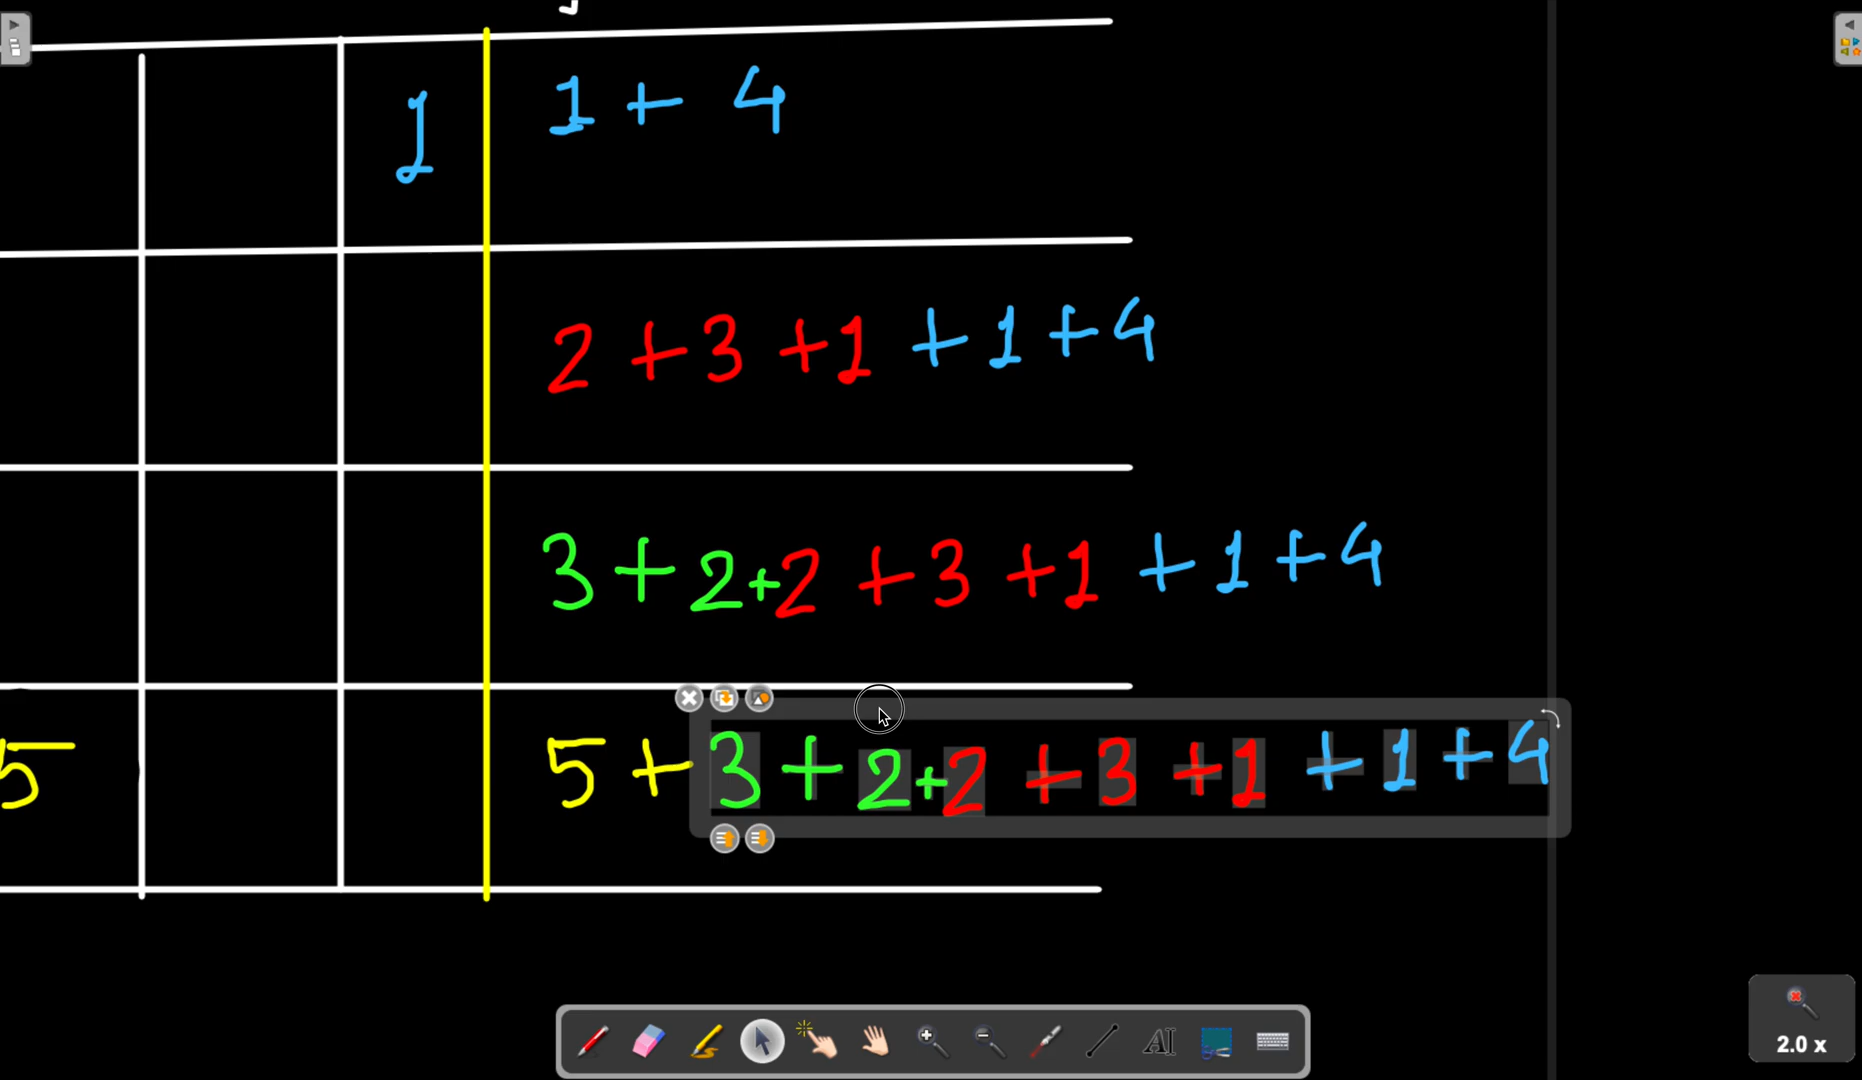 1 1 + 4
2 + 3 + 1 + 1 + 4
3 + 2 + 2 + 3 + 1 + 1 + 4
5 5 + 3 + 2 + 2 + 3 + 1 + 1 + 4
AI
2.0 x